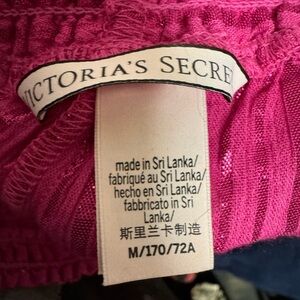 VICTORIA'S SECRET
made in Sri Lanka/
fabriqué au Sri Lanka/
hecho en Sri Lanka/
fabbricato in Sri
Lanka/
斯里兰卡制造
M/170/72A